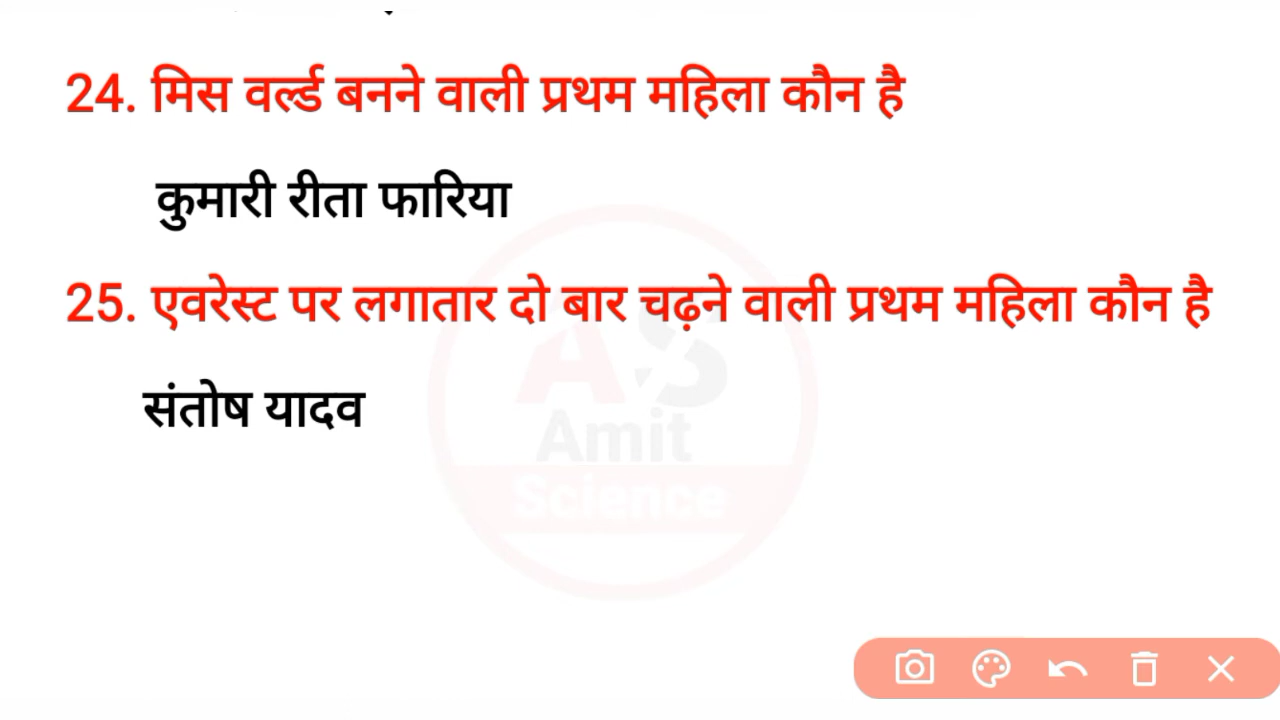 24. मिस वर्ल्ड बनने वाली प्रथम महिला कौन है
कुमारी रीता फारिया
25. एवरेस्ट पर लगातार दो बार चढ़ने वाली प्रथम महिला कौन है
संतोष यादव
AS
Amit
Science